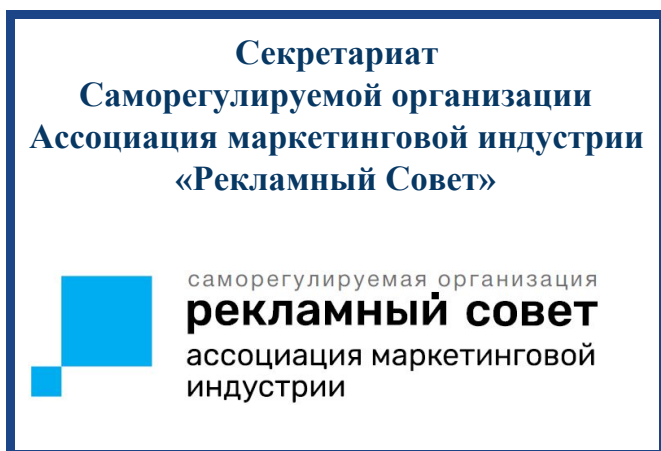 Секретариат
Саморегулируемой организации
Ассоциация маркетинговой индустрии
«Рекламный Совет»
саморегулируемая организация
рекламный совет
ассоциация маркетинговой
индустрии